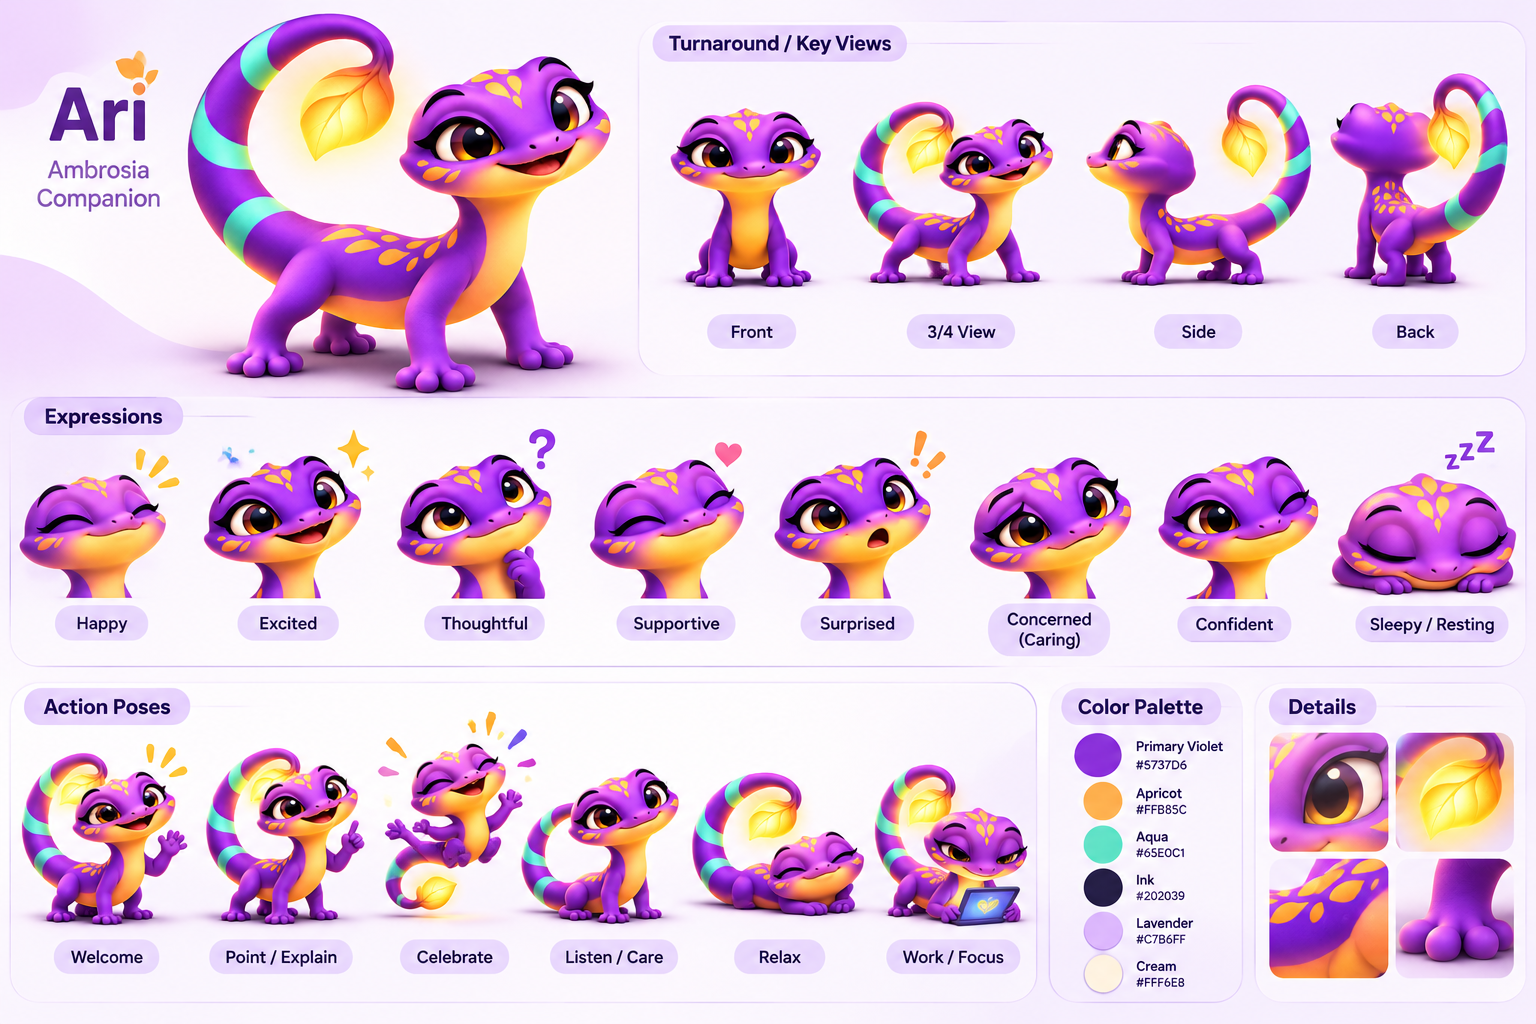 Ari
Ambrosia
Companion
Turnaround / Key Views
Front
3/4 View
Side
Back
Expressions
?
zzz
Happy
Excited
Thoughtful
Supportive
Surprised
Concerned
(Caring)
Confident
Sleepy / Resting
Action Poses
Welcome
Point / Explain
Celebrate
Listen / Care
Relax
Work / Focus
Color Palette
Primary Violet
#5737D6
Apricot
#FFB85C
Aqua
#65E0C1
Ink
#202039
Lavender
#C7B6FF
Cream
#FFF6E8
Details